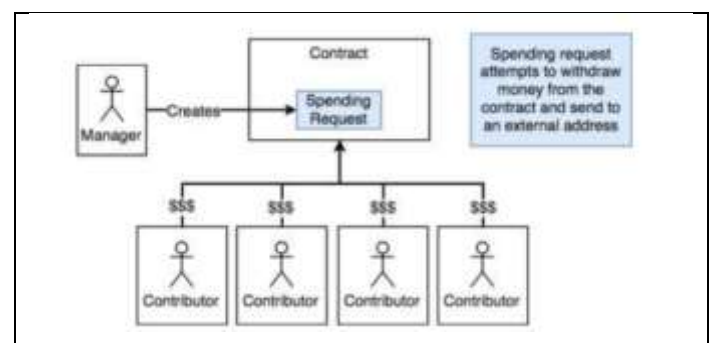 Contract
Spending request
attempts to withdraw
money from the
contract and send to
an external address
Spending
Request
Creates
Manager
$$$ $$$ $$$ $$$
Contributor Contributor Contributor Contributor